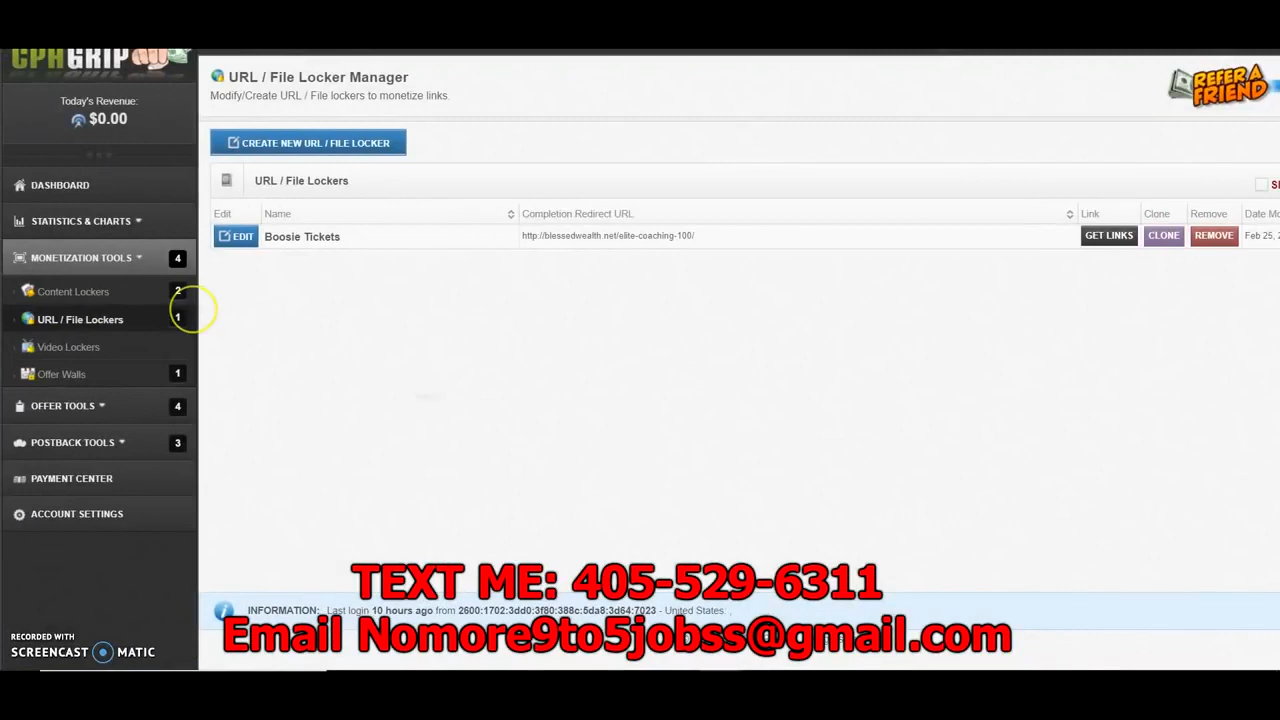 CPAGRIP
Today's Revenue:
$0.00
DASHBOARD
STATISTICS & CHARTS
MONETIZATION TOOLS 4
Content Lockers 2
URL / File Lockers 1
Video Lockers
Offer Walls 1
OFFER TOOLS 4
POSTBACK TOOLS 3
PAYMENT CENTER
ACCOUNT SETTINGS
RECORDED WITH
SCREENCAST MATIC
URL / File Locker Manager
Modify/Create URL / File lockers to monetize links.
REFER A
FRIEND
CREATE NEW URL / FILE LOCKER
URL / File Lockers
Edit Name Completion Redirect URL Link Clone Remove
EDIT Boosie Tickets http://blessedwealth.net/elite-coaching-100/ GET LINKS CLONE REMOVE Feb 25,
TEXT ME: 405-529-6311
INFORMATION: Last login 10 hours ago from 2600:1702:3dd0:3f80:388c:5da8:3d64:7023 - United States: ,
Email Nomore9to5jobss@gmail.com